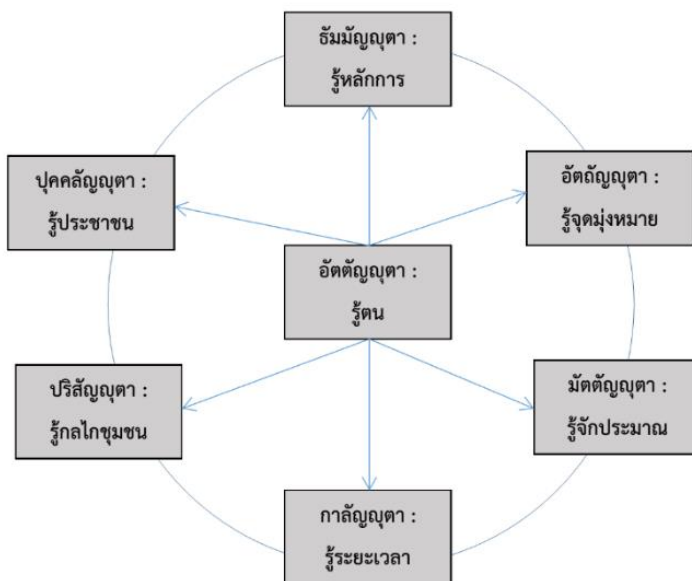 ธัมมัญญุตา :
รู้หลักการ
ปุคคลัญญุตา :
รู้ประชาชน
อัตถัญญุตา :
รู้จุดมุ่งหมาย
อัตตัญญุตา :
รู้ตน
ปริสัญญุตา :
รู้กลไกชุมชน
มัตตัญญุตา :
รู้จักประมาณ
กาลัญญุตา :
รู้ระยะเวลา